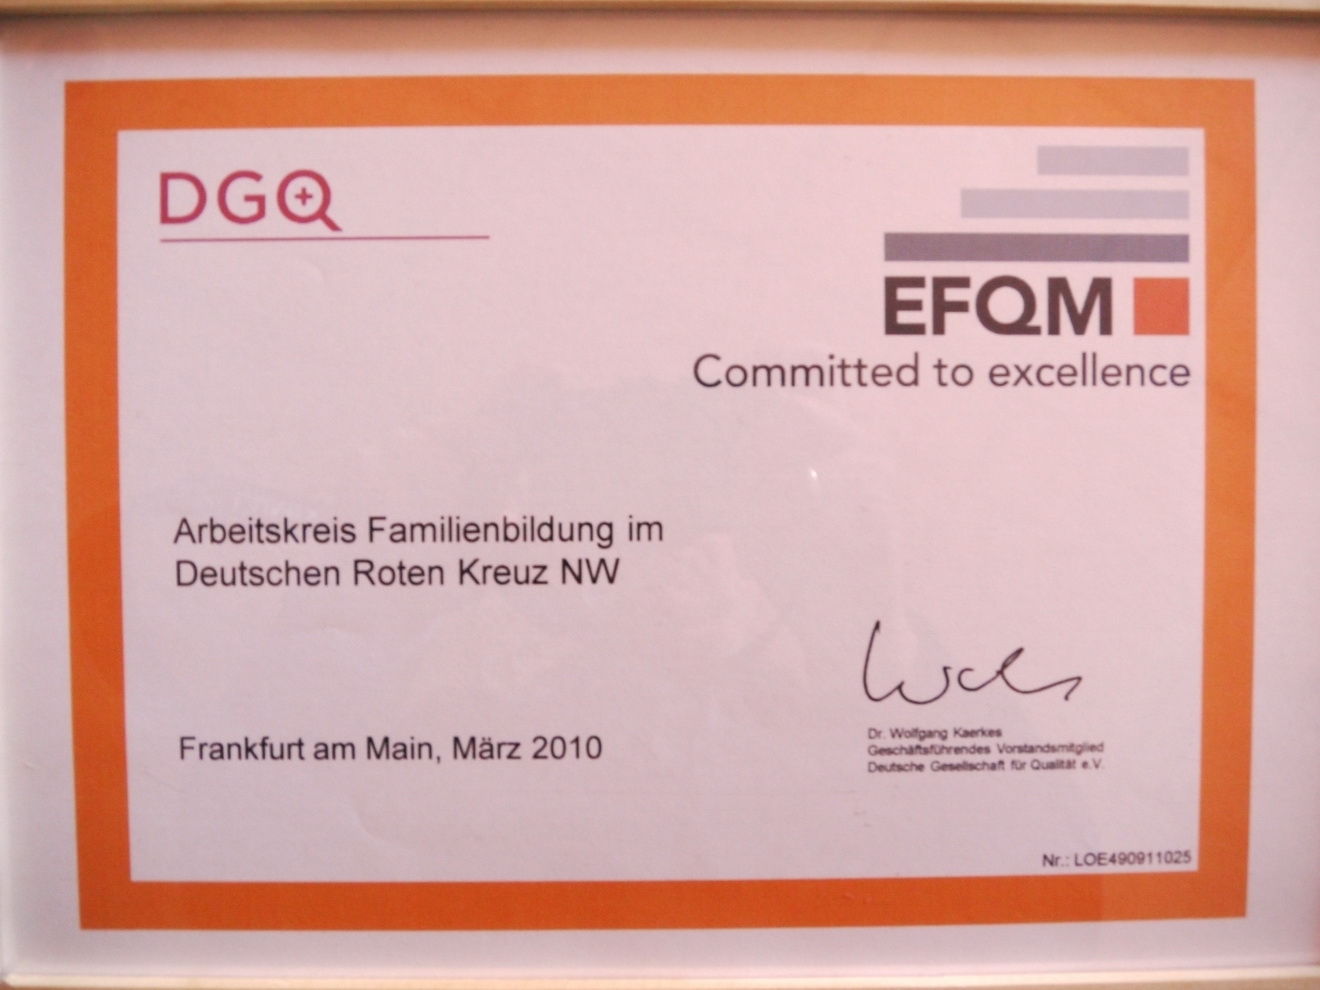 DGQ
EFQM
Committed to excellence
Arbeitskreis Familienbildung im
Deutschen Roten Kreuz NW
Frankfurt am Main, März 2010
Dr. Wolfgang Kaerkes
Geschäftsführendes Vorstandsmitglied
Deutsche Gesellschaft für Qualität e.V.
Nr.: LOE490911025